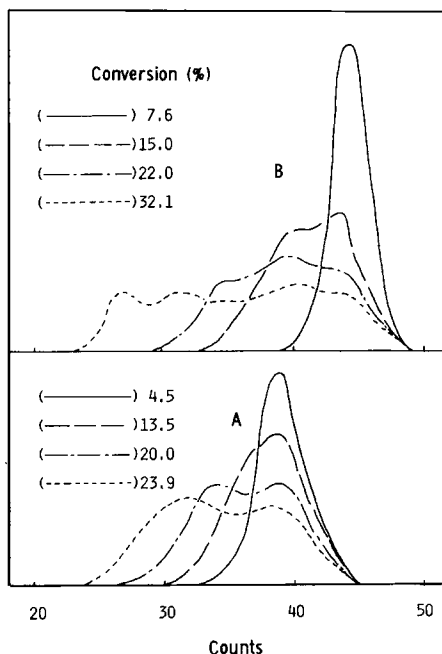 Conversion (%)
(———) 7.6
(— — —) 15.0
(—·—·—) 22.0
(-------) 32.1
B
(———) 4.5
(— — —) 13.5
(—·—·—) 20.0
(-------) 23.9
A
20 30 40 50
Counts